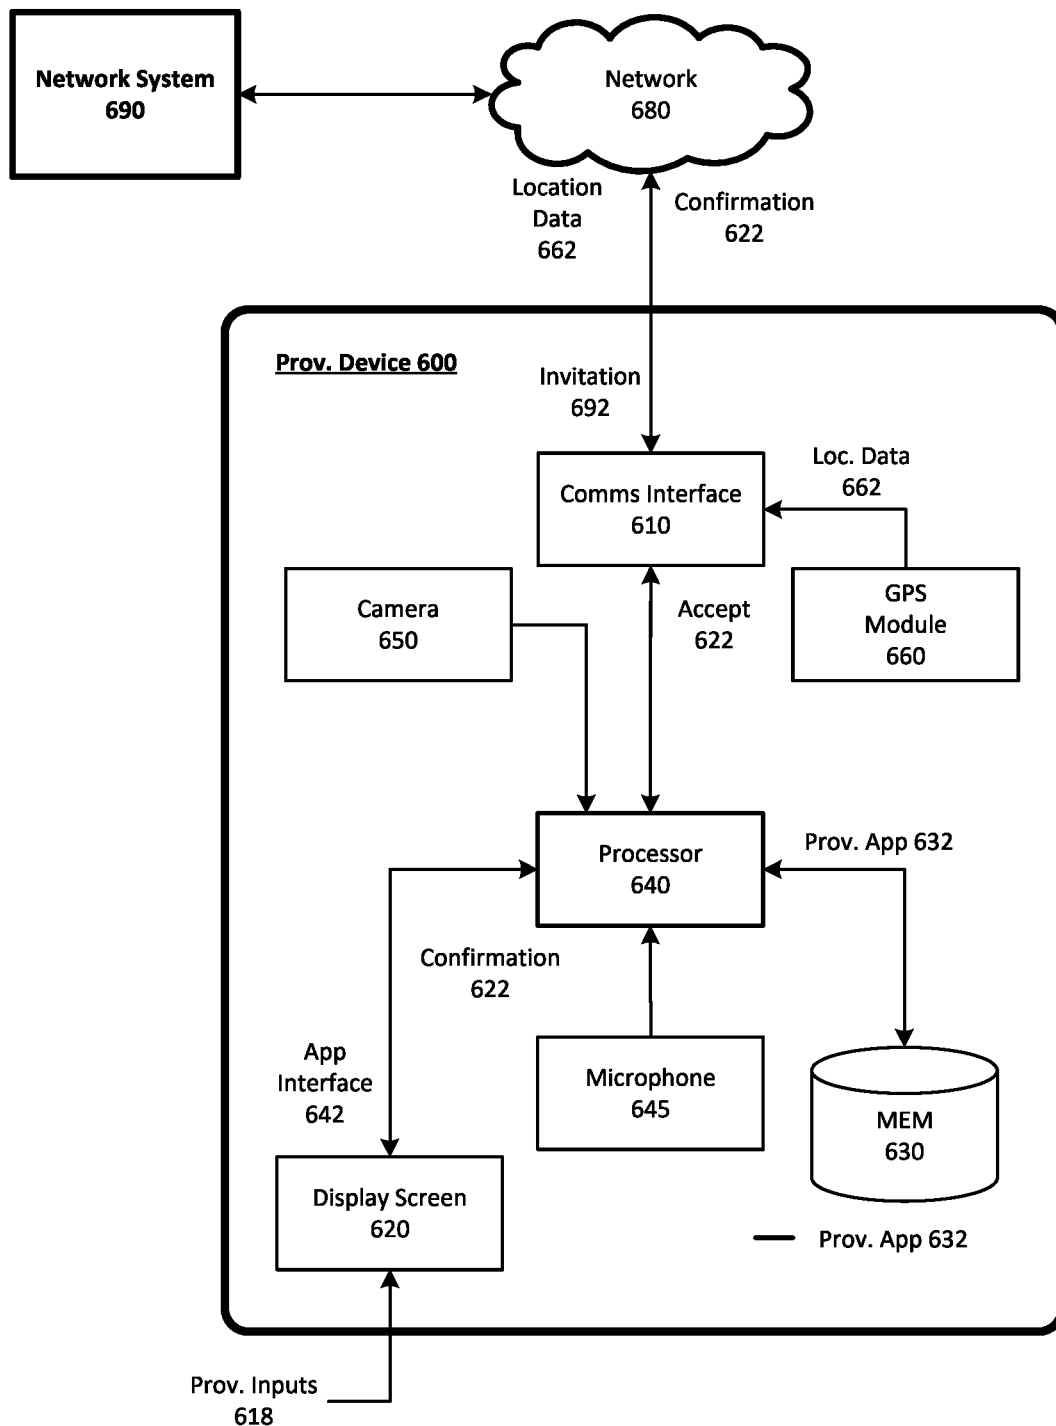 Network System
690
Network
680
Location
Data
662
Confirmation
622
Prov. Device 600
Invitation
692
Comms Interface
610
Loc. Data
662
Camera
650
Accept
622
GPS
Module
660
Processor
640
Prov. App 632
Confirmation
622
App
Interface
642
Microphone
645
MEM
630
Display Screen
620
Prov. App 632
Prov. Inputs
618